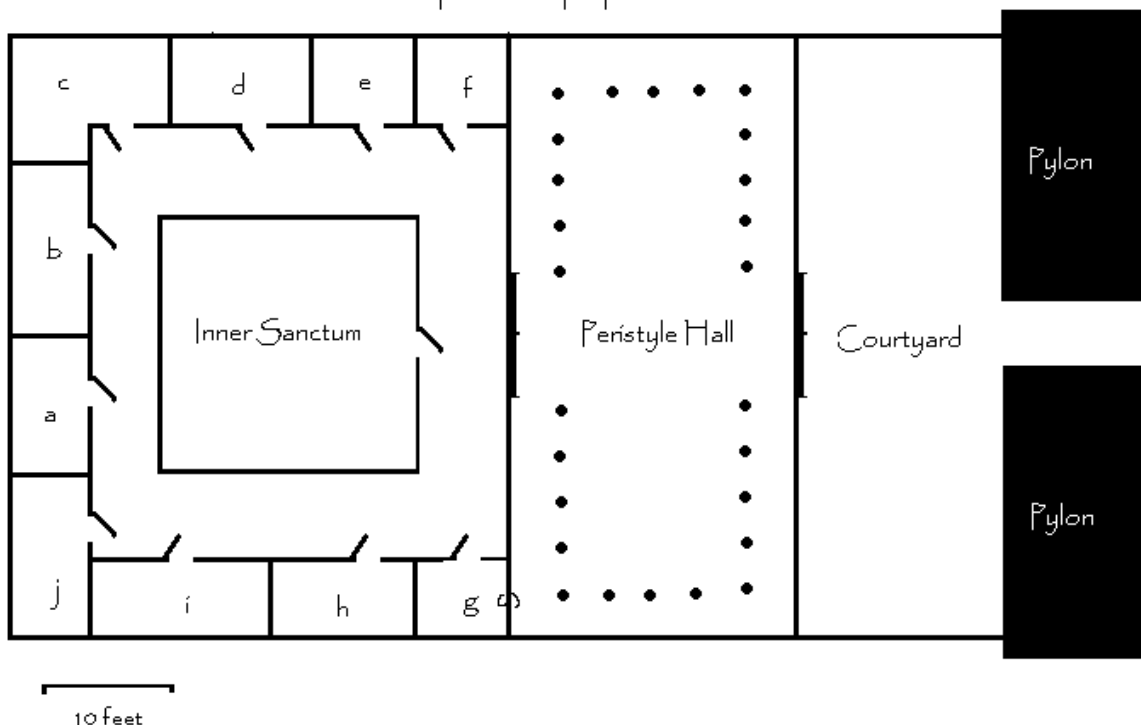 c
d
e
f
Pylon
b
Inner Sanctum
Peristyle Hall
Courtyard
a
Pylon
j
i
h
g
S
10 feet